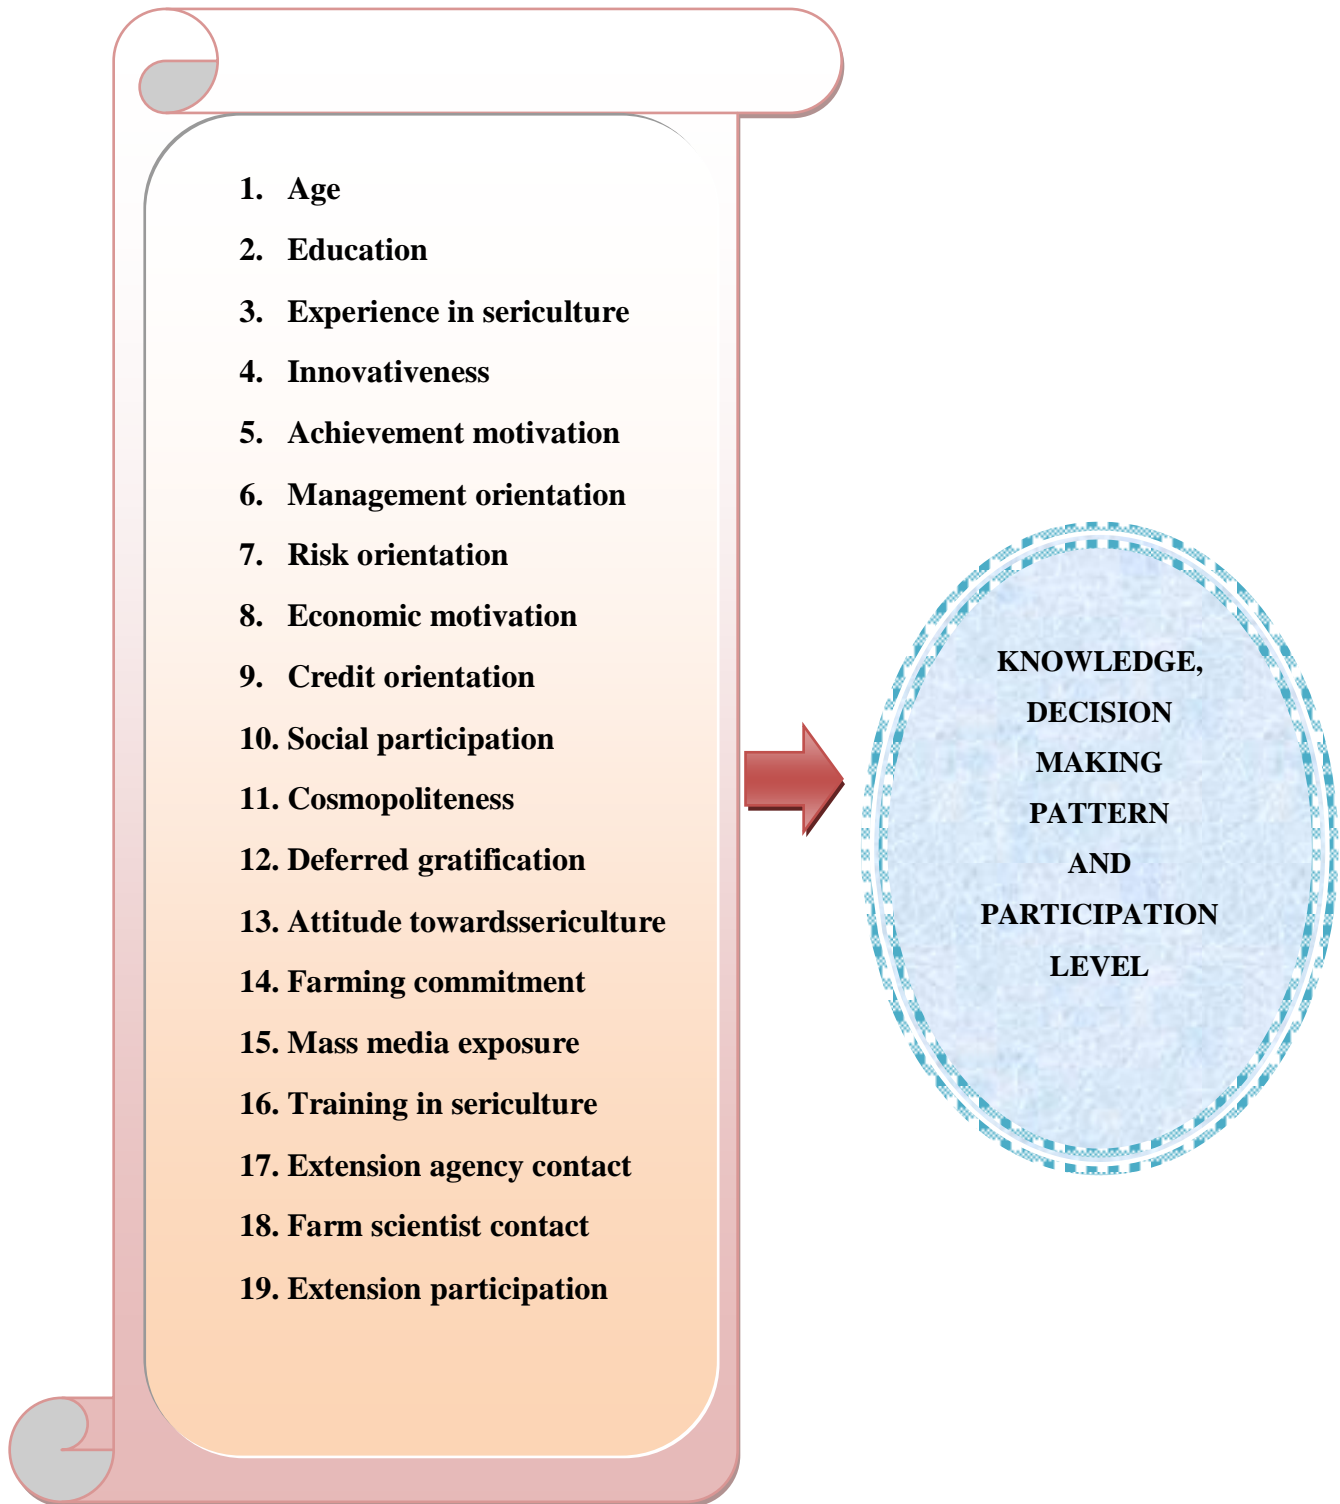 1. Age
2. Education
3. Experience in sericulture
4. Innovativeness
5. Achievement motivation
6. Management orientation
7. Risk orientation
8. Economic motivation
9. Credit orientation
10. Social participation
11. Cosmopoliteness
12. Deferred gratification
13. Attitude towardssericulture
14. Farming commitment
15. Mass media exposure
16. Training in sericulture
17. Extension agency contact
18. Farm scientist contact
19. Extension participation
KNOWLEDGE,
DECISION
MAKING
PATTERN
AND
PARTICIPATION
LEVEL